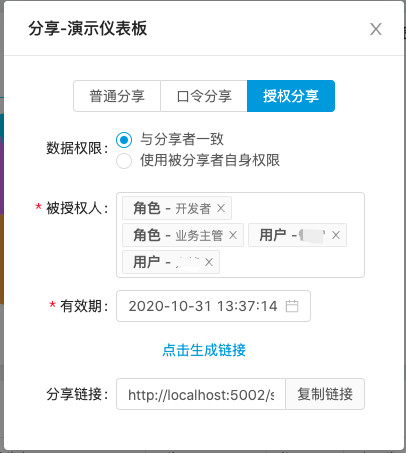 分享-演示仪表板
普通分享 口令分享 授权分享
数据权限: 与分享者一致
使用被分享者自身权限
* 被授权人: 角色 - 开发者
角色 - 业务主管 用户 -
用户 -
* 有效期: 2020-10-31 13:37:14
点击生成链接
分享链接: http://localhost:5002/s 复制链接